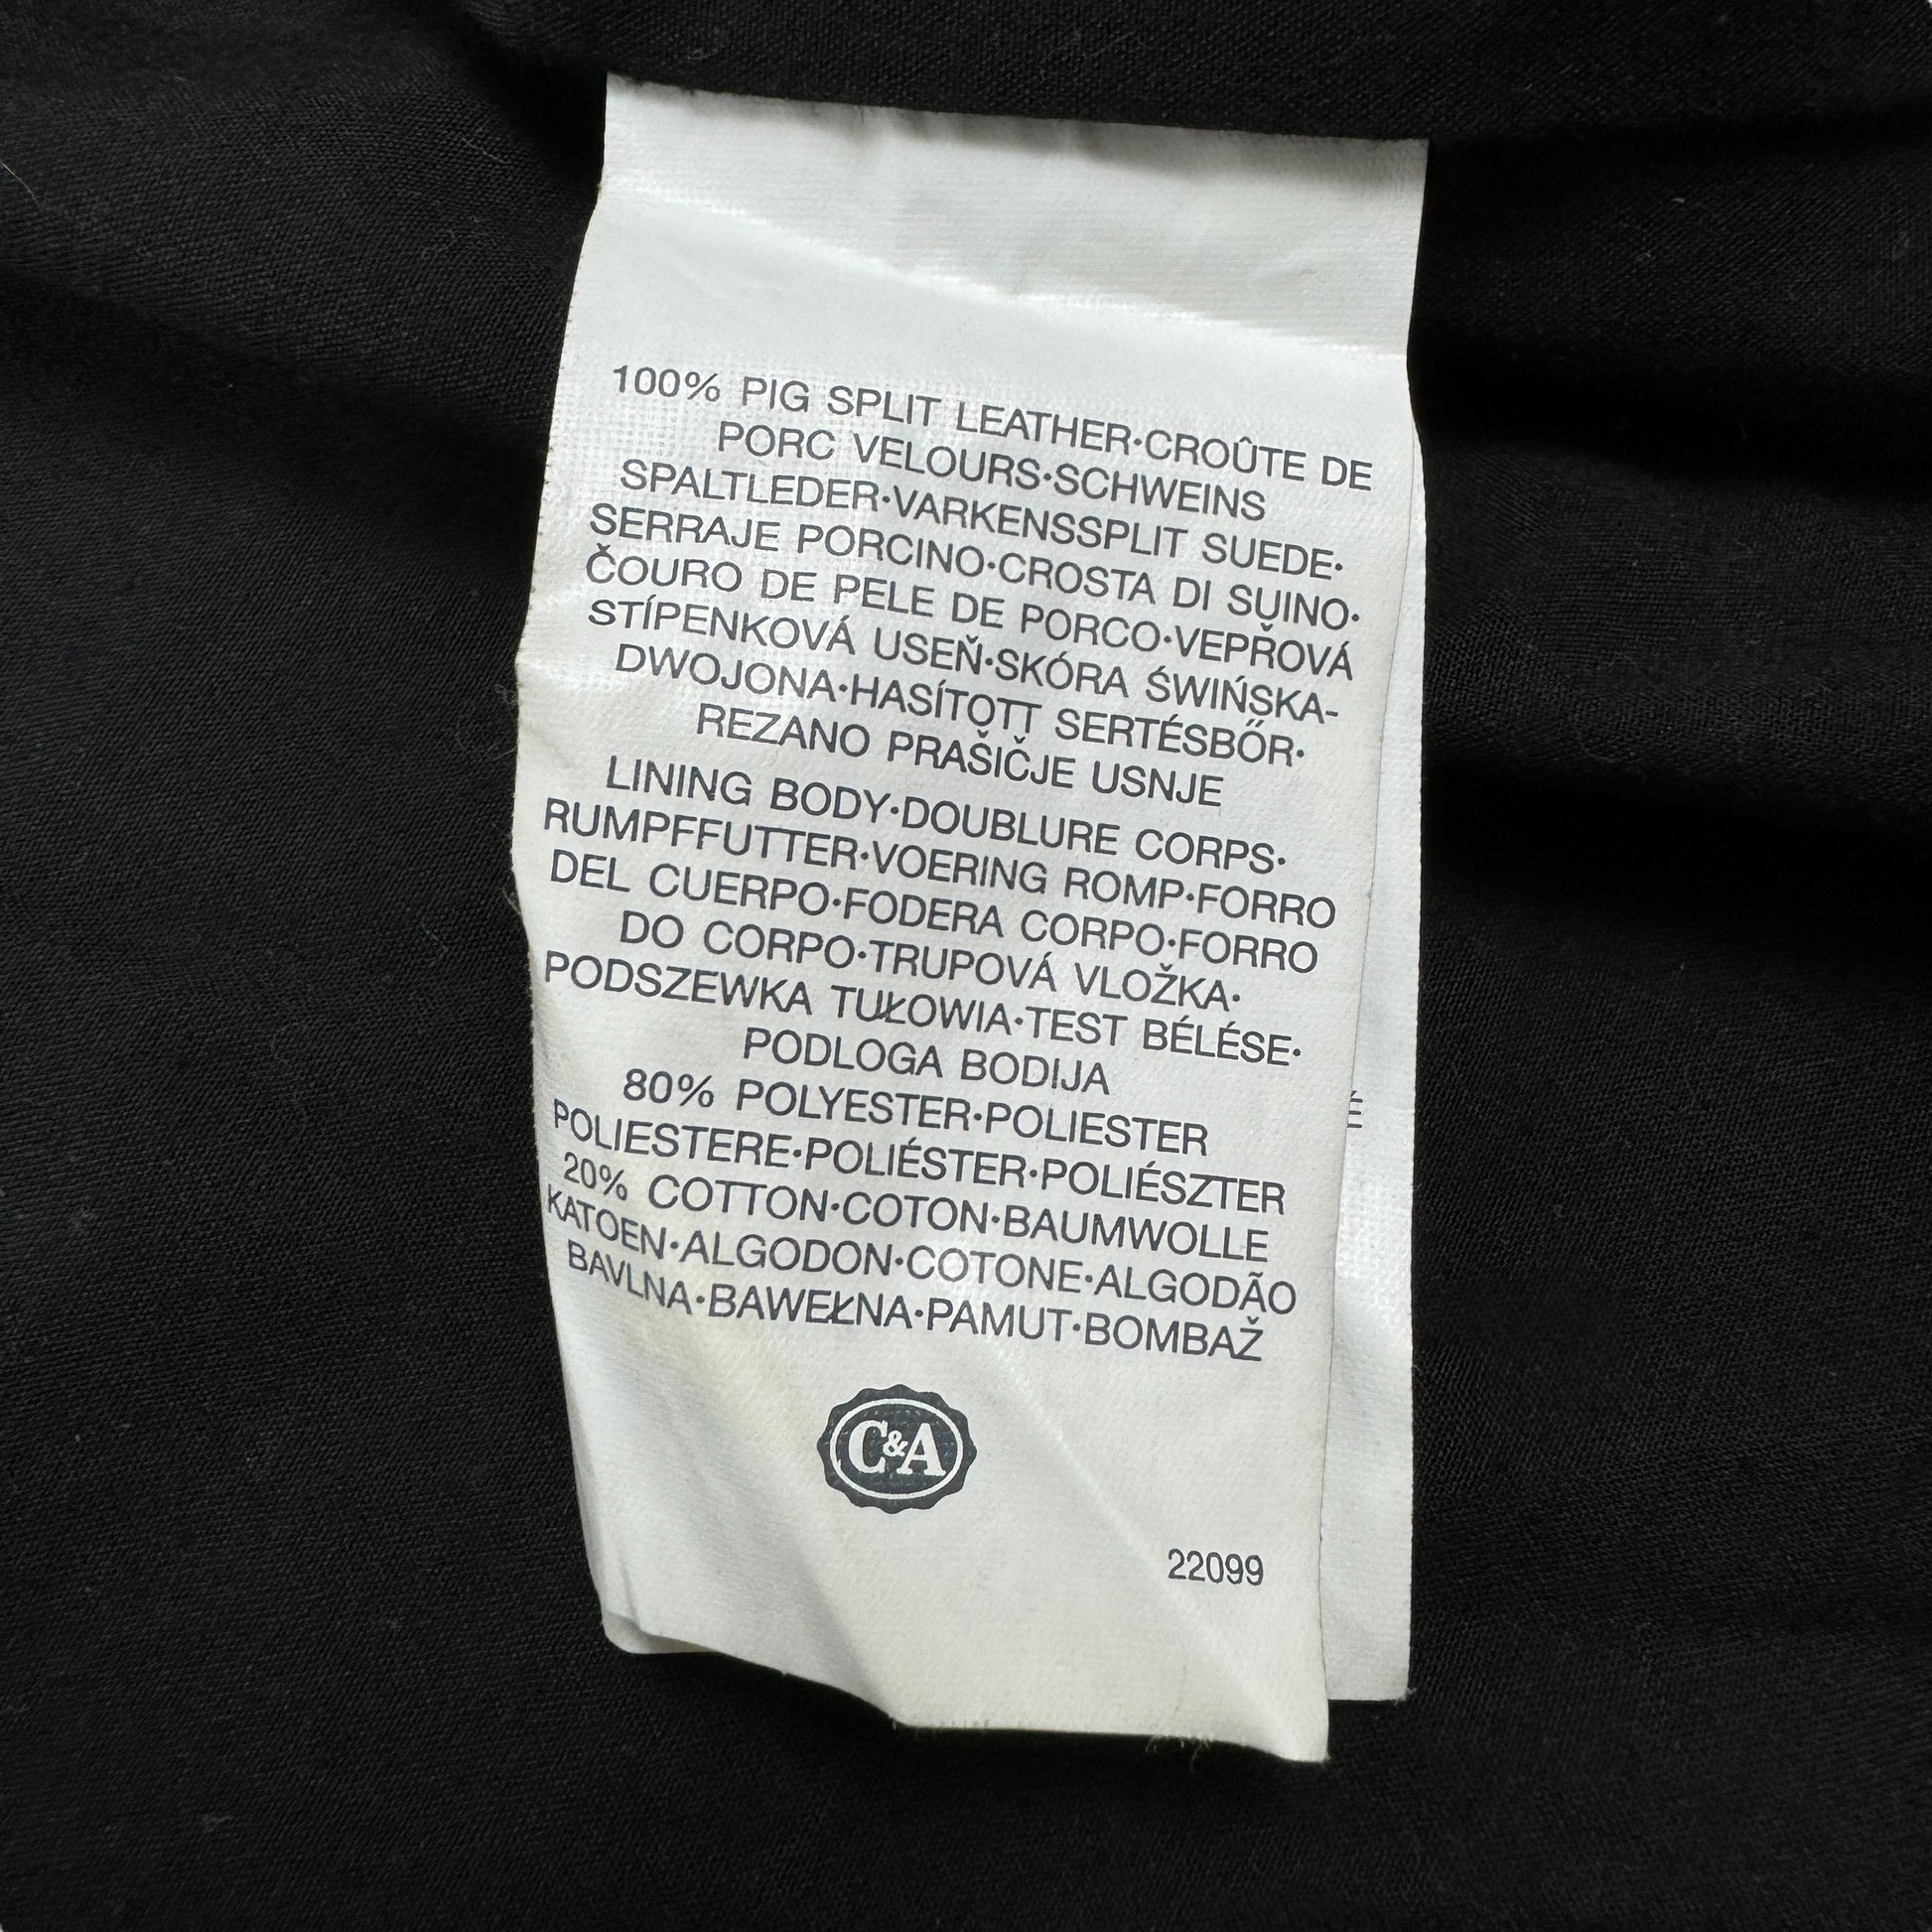 100% PIG SPLIT LEATHER·CROÛTE DE
PORC VELOURS·SCHWEINS
SPALTLEDER·VARKENSSPLIT SUEDE·
SERRAJE PORCINO·CROSTA DI SUINO·
ČOURO DE PELE DE PORCO·VEPŘOVÁ
STÍPENKOVÁ USEŇ·SKÓRA ŚWIŃSKA-
DWOJONA·HASÍTOTT SERTÉSBŐR·
REZANO PRAŠIČJE USNJE
LINING BODY·DOUBLURE CORPS·
RUMPFFUTTER·VOERING ROMP·FORRO
DEL CUERPO·FODERA CORPO·FORRO
DO CORPO·TRUPOVÁ VLOŽKA·
PODSZEWKA TUŁOWIA·TEST BÉLÉSE·
PODLOGA BODIJA
80% POLYESTER·POLIESTER
POLIESTERE·POLIÉSTER·POLIÉSZTER
20% COTTON·COTON·BAUMWOLLE
KATOEN·ALGODON·COTONE·ALGODÃO
BAVLNA·BAWEŁNA·PAMUT·BOMBAŽ
C&A
22099